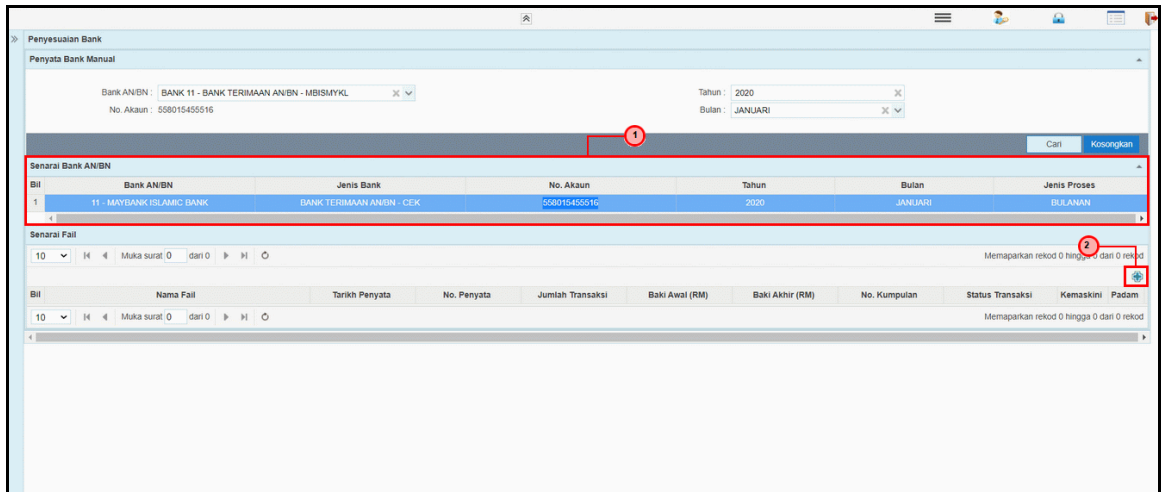 Penyesuaian Bank
Penyata Bank Manual
Bank AN/BN : BANK 11 - BANK TERIMAAN AN/BN - MBISMYKL Tahun : 2020
No. Akaun : 558015455516 Bulan : JANUARI
1
Cari Kosongkan
Senarai Bank AN/BN
Bil Bank AN/BN Jenis Bank No. Akaun Tahun Bulan Jenis Proses
1 11 - MAYBANK ISLAMIC BANK BANK TERIMAAN AN/BN - CEK 558015455516 2020 JANUARI BULANAN
Senarai Fail
2
10 Muka surat 0 dari 0 Memaparkan rekod 0 hingga 0 dari 0 rekod
Bil Nama Fail Tarikh Penyata No. Penyata Jumlah Transaksi Baki Awal (RM) Baki Akhir (RM) No. Kumpulan Status Transaksi Kemaskini Padam
10 Muka surat 0 dari 0 Memaparkan rekod 0 hingga 0 dari 0 rekod